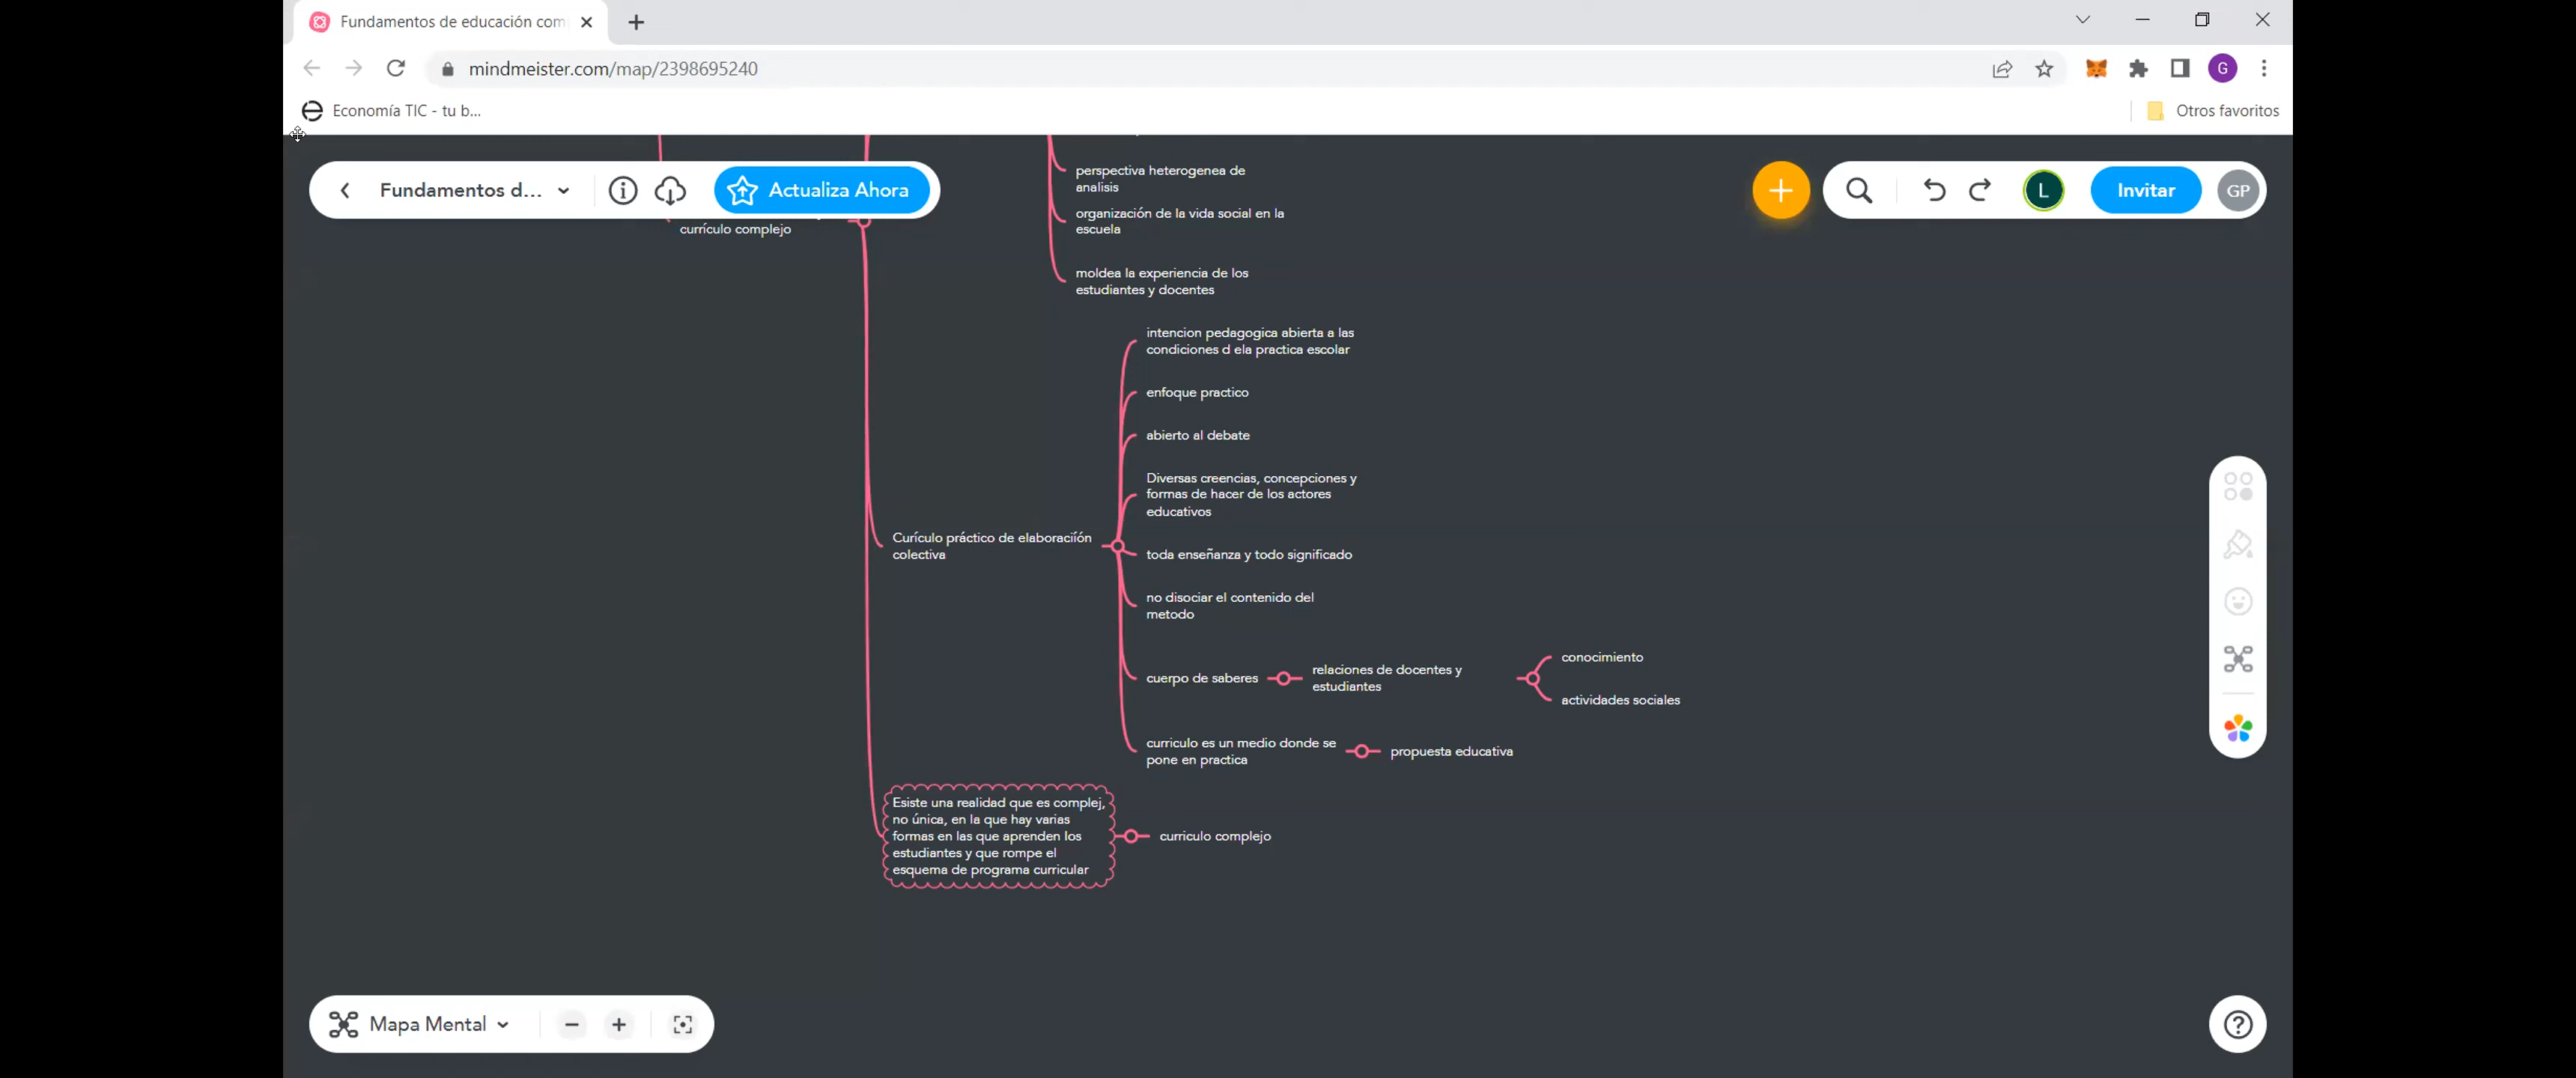 Fundamentos de educación com
mindmeister.com/map/2398695240
G
Economía TIC - tu b...
Otros favoritos
Fundamentos d...
Actualiza Ahora
L
Invitar
GP
currículo complejo
perspectiva heterogenea de
analisis
organización de la vida social en la
escuela
moldea la experiencia de los
estudiantes y docentes
intencion pedagogica abierta a las
condiciones d ela practica escolar
enfoque practico
abierto al debate
Diversas creencias, concepciones y
formas de hacer de los actores
educativos
Curículo práctico de elaboraciíón
colectiva
toda enseñanza y todo significado
no disociar el contenido del
metodo
cuerpo de saberes
relaciones de docentes y
estudiantes
conocimiento
actividades sociales
curriculo es un medio donde se
pone en practica
propuesta educativa
Esiste una realidad que es complej,
no única, en la que hay varias
formas en las que aprenden los
estudiantes y que rompe el
esquema de programa curricular
curriculo complejo
Mapa Mental